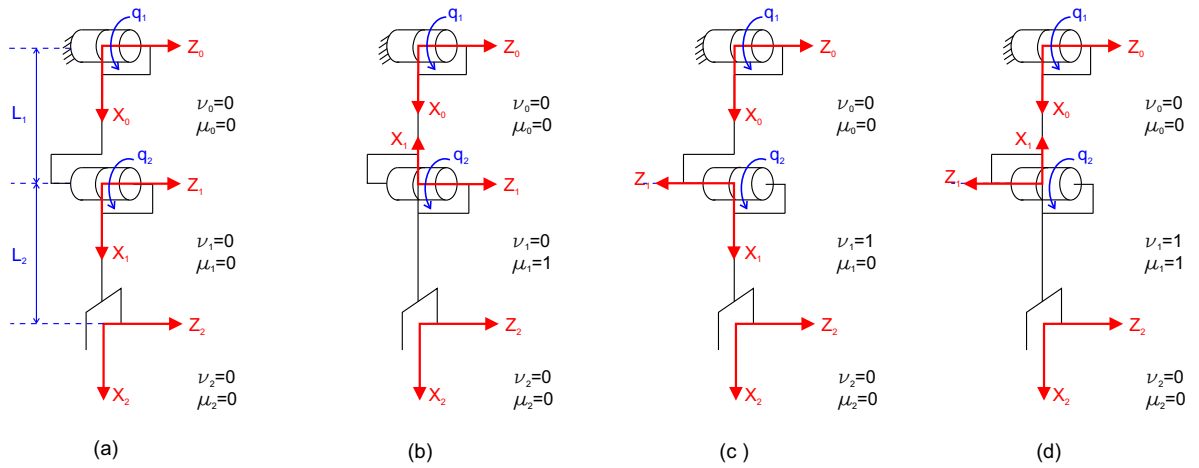 q₁
Z₀
L₁
X₀
ν₀=0
μ₀=0
q₂
Z₁
L₂
X₁
ν₁=0
μ₁=0
Z₂
X₂
ν₂=0
μ₂=0
(a)
q₁
Z₀
X₀
ν₀=0
μ₀=0
X₁
q₂
Z₁
ν₁=0
μ₁=1
Z₂
X₂
ν₂=0
μ₂=0
(b)
q₁
Z₀
X₀
ν₀=0
μ₀=0
q₂
Z₁
X₁
ν₁=1
μ₁=0
Z₂
X₂
ν₂=0
μ₂=0
(c )
q₁
Z₀
X₀
ν₀=0
μ₀=0
X₁
q₂
Z₁
ν₁=1
μ₁=1
Z₂
X₂
ν₂=0
μ₂=0
(d)